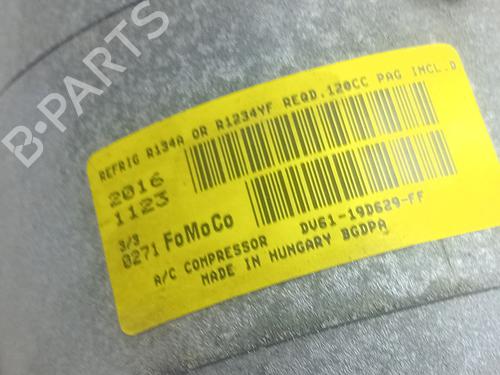 B-PARTS
REFRIG R134A OR R1234YF REQD.120CC PAG INCL.D
2016
1123
3/3
0271 FoMoCo
DV61-19D629-FF
A/C COMPRESSOR BGDPA
MADE IN HUNGARY